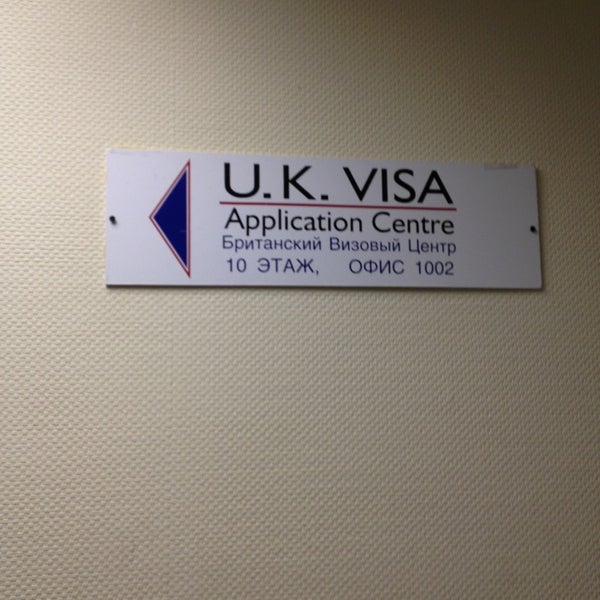 U.K. VISA
Application Centre
Британский Визовый Центр
10 ЭТАЖ, ОФИС 1002